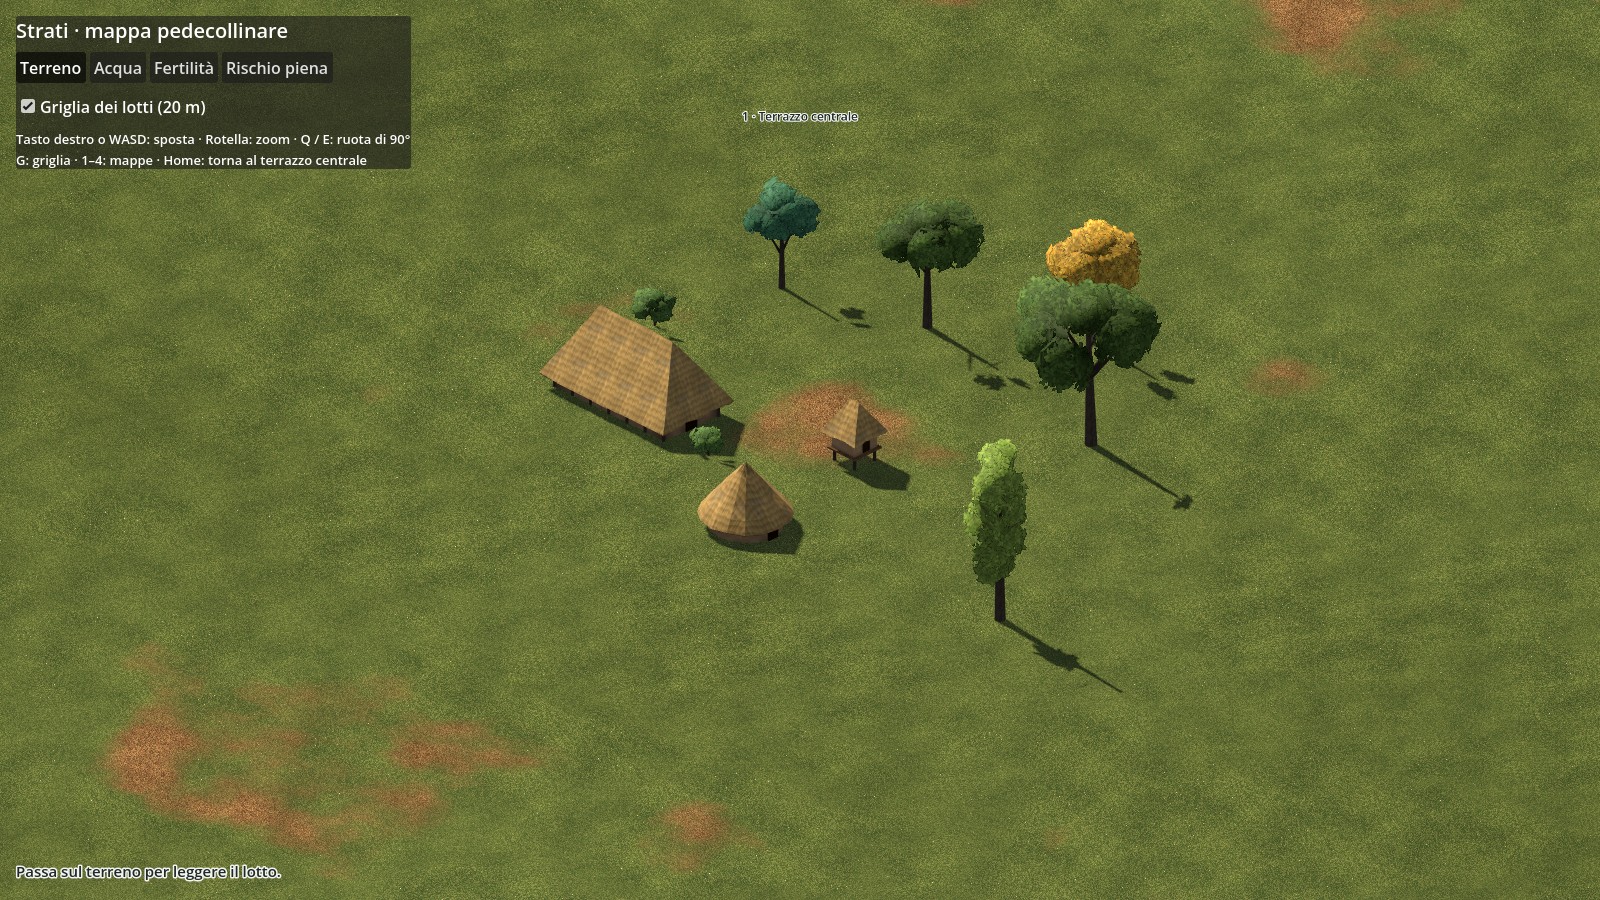 Strati · mappa pedecollinare
Terreno Acqua Fertilità Rischio piena
Griglia dei lotti (20 m)
Tasto destro o WASD: sposta · Rotella: zoom · Q / E: ruota di 90°
G: griglia · 1–4: mappe · Home: torna al terrazzo centrale
1 · Terrazzo centrale
Passa sul terreno per leggere il lotto.